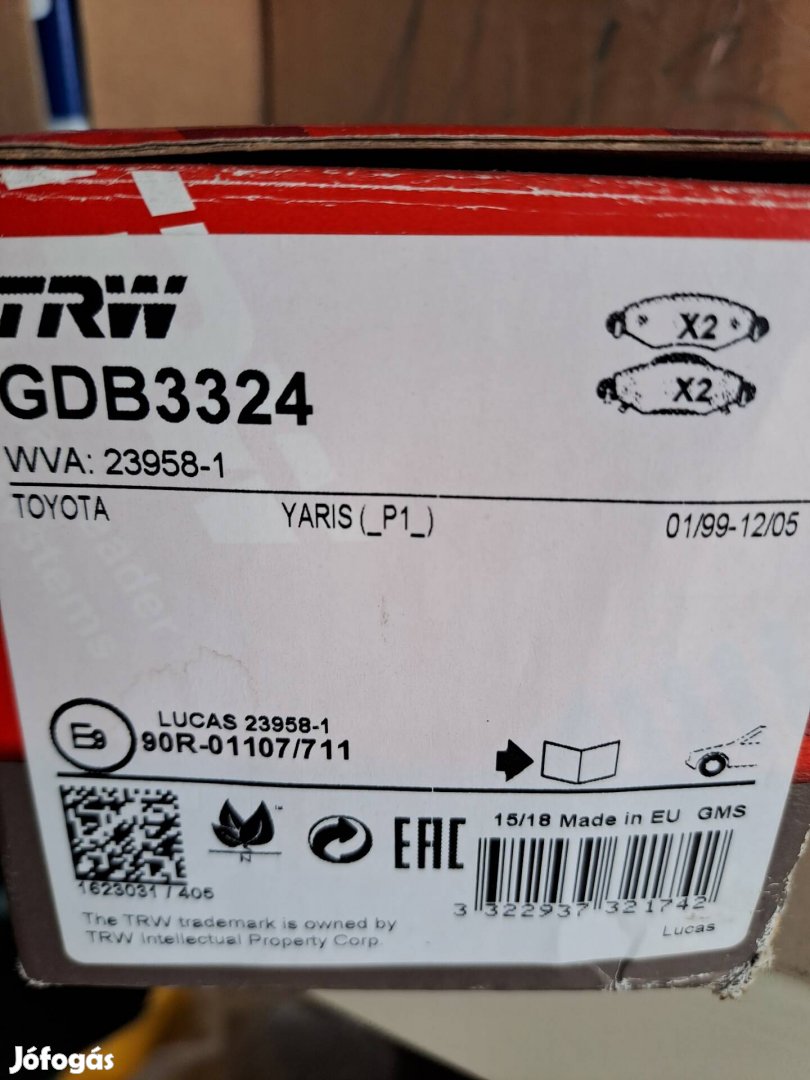 TRW
X2
GDB3324
X2
WVA: 23958-1
TOYOTA YARIS (_P1_) 01/99-12/05
LUCAS 23958-1
E9 90R-01107/711
15/18 Made in EU GMS
EAC
1623031 / 406
3 322937 321742
The TRW trademark is owned by
TRW Intellectual Property Corp.
Lucas
Jófogás